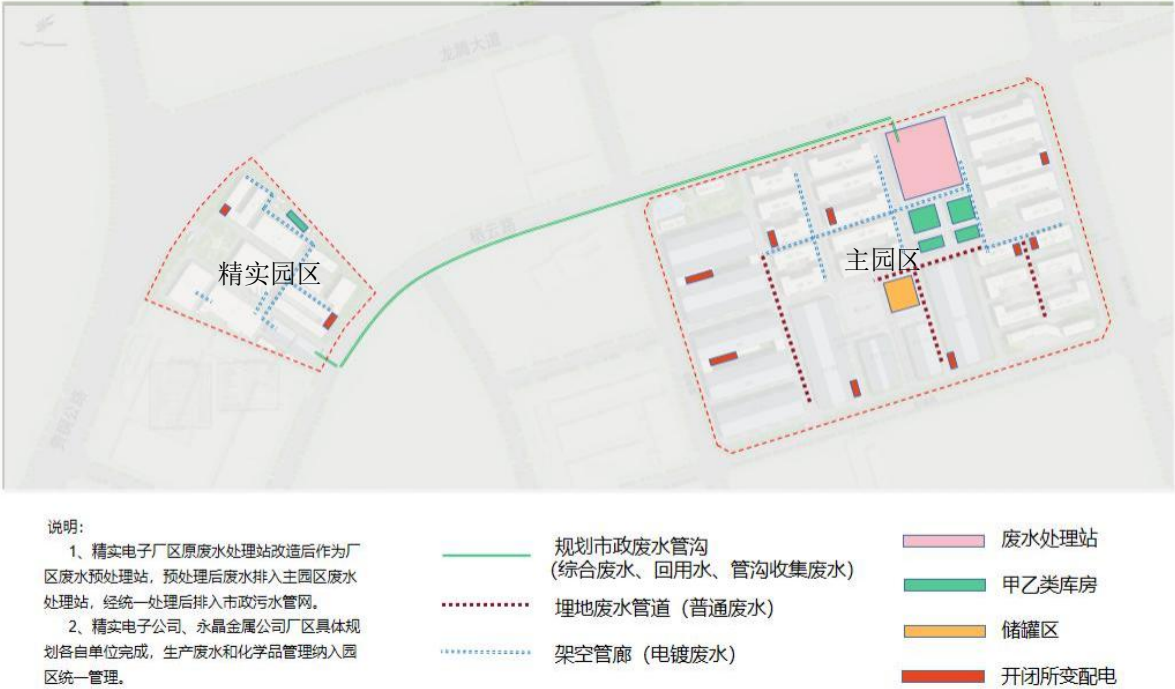 龙腾大道
栖云路
精实园区
主园区
说明：
1、精实电子厂区原废水处理站改造后作为厂
区废水预处理站，预处理后废水排入主园区废水
处理站，经统一处理后排入市政污水管网。
2、精实电子公司、永晶金属公司厂区具体规
划各自单位完成，生产废水和化学品管理纳入园
区统一管理。
规划市政废水管沟
(综合废水、回用水、管沟收集废水)
埋地废水管道（普通废水）
架空管廊（电镀废水）
废水处理站
甲乙类库房
储罐区
开闭所变配电